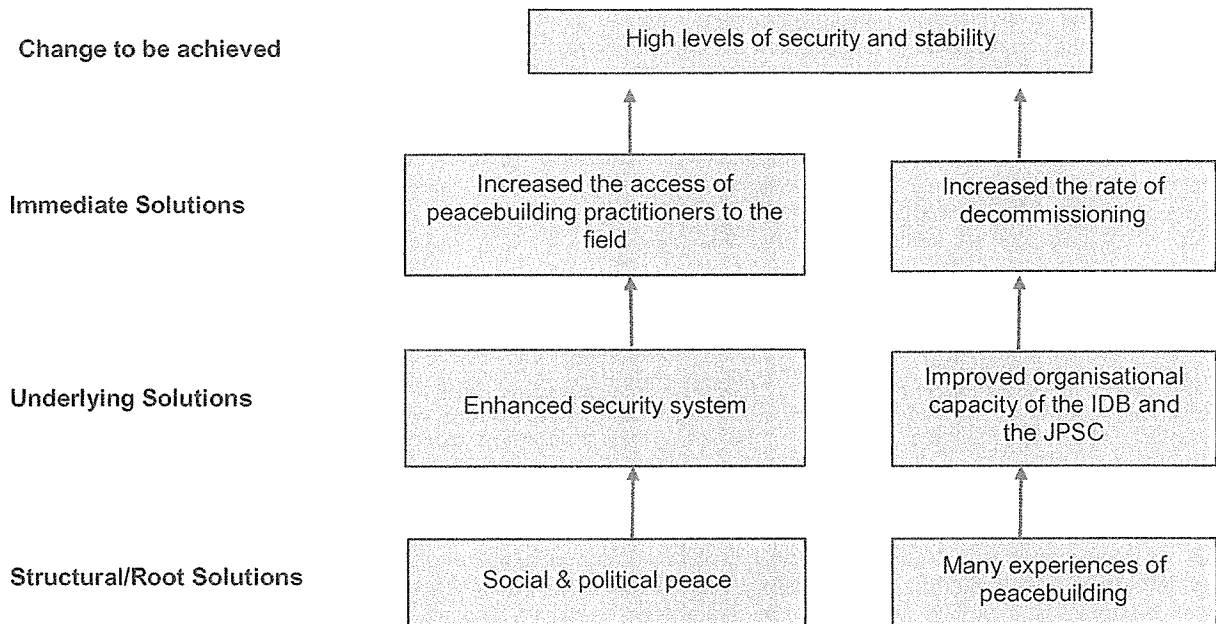 Change to be achieved
High levels of security and stability
Immediate Solutions
Increased the access of
peacebuilding practitioners to the
field
Increased the rate of
decommissioning
Underlying Solutions
Enhanced security system
Improved organisational
capacity of the IDB and
the JPSC
Structural/Root Solutions
Social & political peace
Many experiences of
peacebuilding